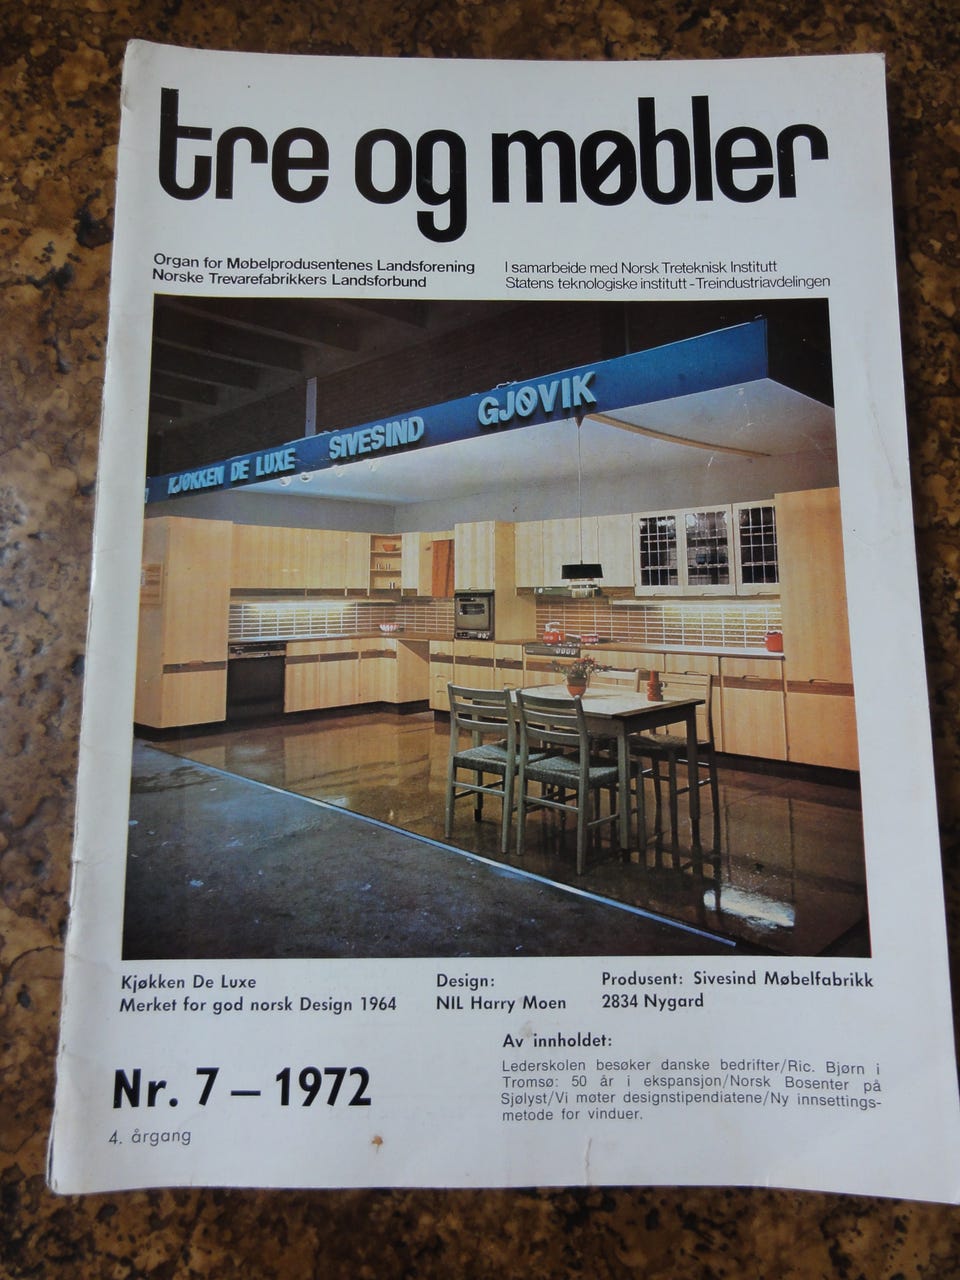 tre og møbler
Organ for Møbelprodusentenes Landsforening
Norske Trevarefabrikkers Landsforbund
I samarbeide med Norsk Treteknisk Institutt
Statens teknologiske institutt - Treindustriavdelingen
KJØKKEN DE LUXE SIVESIND GJØVIK
Kjøkken De Luxe
Merket for god norsk Design 1964
Design:
NIL Harry Moen
Produsent: Sivesind Møbelfabrikk
2834 Nygard
Nr. 7 – 1972
4. årgang
Av innholdet:
Lederskolen besøker danske bedrifter/Ric. Bjørn i
Tromsø: 50 år i ekspansjon/Norsk Bosenter på
Sjølyst/Vi møter designstipendiatene/Ny innsettings-
metode for vinduer.